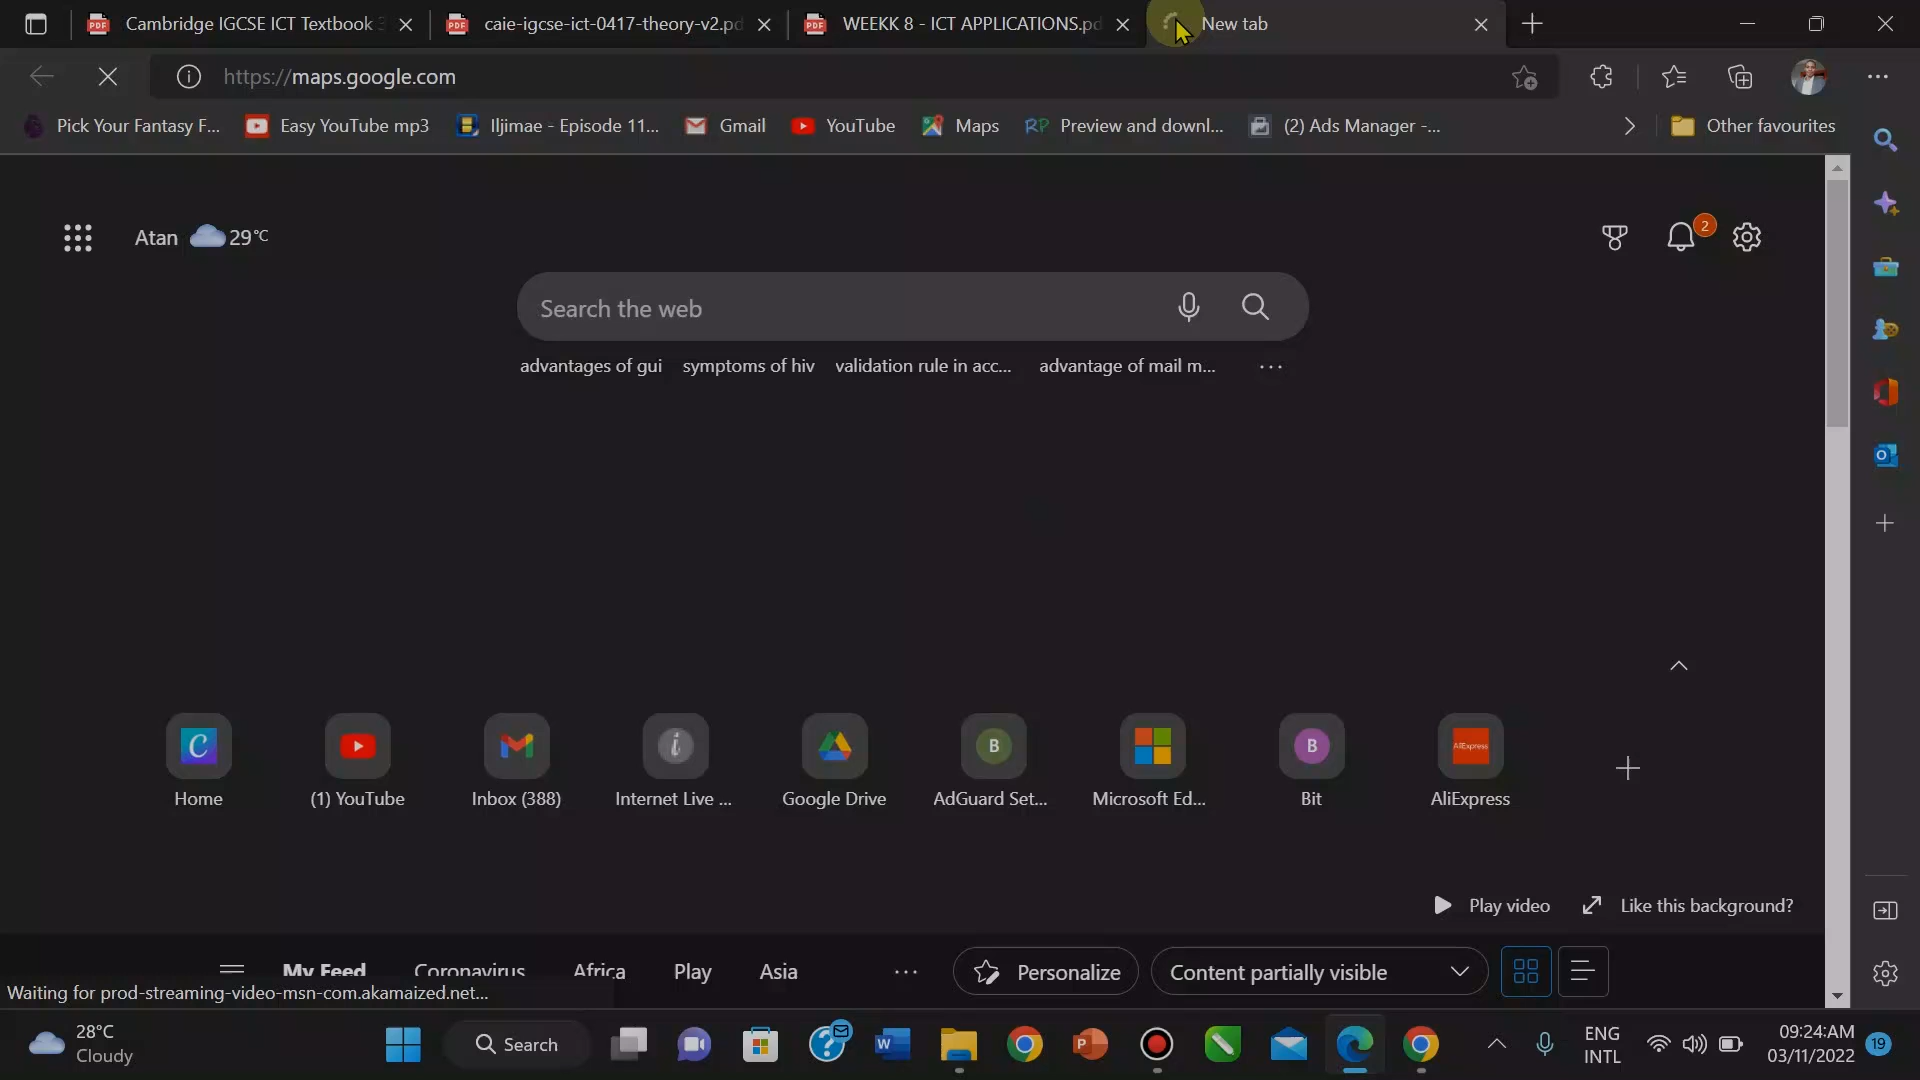 Cambridge IGCSE ICT Textbook 3
caie-igcse-ict-0417-theory-v2.pd
WEEKK 8 - ICT APPLICATIONS.pd
New tab
https://maps.google.com
Pick Your Fantasy F...
Easy YouTube mp3
Iljimae - Episode 11...
Gmail
YouTube
Maps
RP Preview and downl...
(2) Ads Manager -...
Other favourites
Atan
29°C
2
Search the web
advantages of gui
symptoms of hiv
validation rule in acc...
advantage of mail m...
Home
(1) YouTube
Inbox (388)
Internet Live ...
Google Drive
B
AdGuard Set...
Microsoft Ed...
B
Bit
AliExpress
AliExpress
Play video
Like this background?
My Feed
Coronavirus
Africa
Play
Asia
Personalize
Content partially visible
Waiting for prod-streaming-video-msn-com.akamaized.net...
28°C
Cloudy
Search
ENG
INTL
09:24:AM
03/11/2022
19